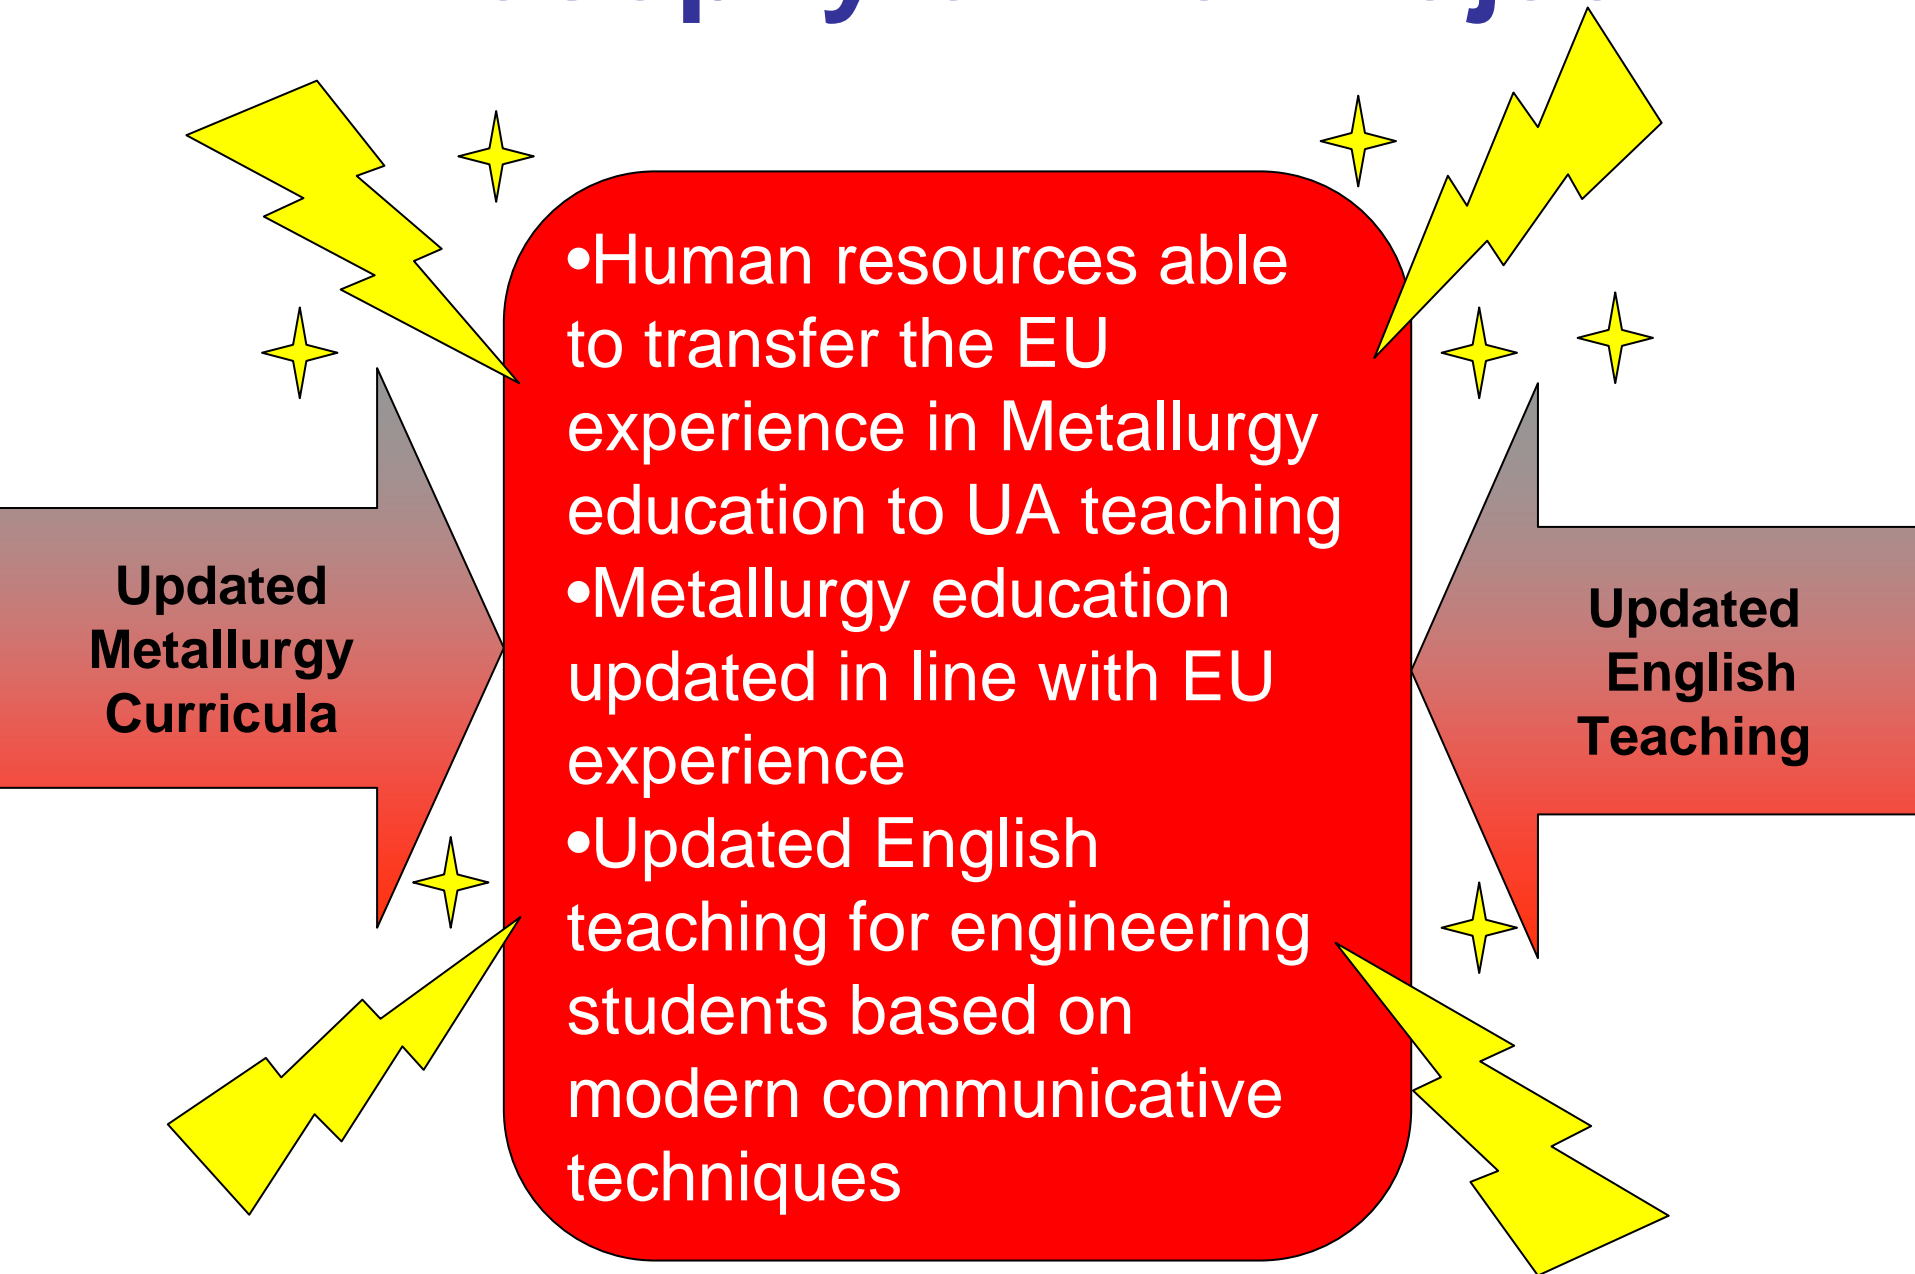 •Human resources able
to transfer the EU
experience in Metallurgy
education to UA teaching
•Metallurgy education
updated in line with EU
experience
•Updated English
teaching for engineering
students based on
modern communicative
techniques
Updated
Metallurgy
Curricula
Updated
English
Teaching